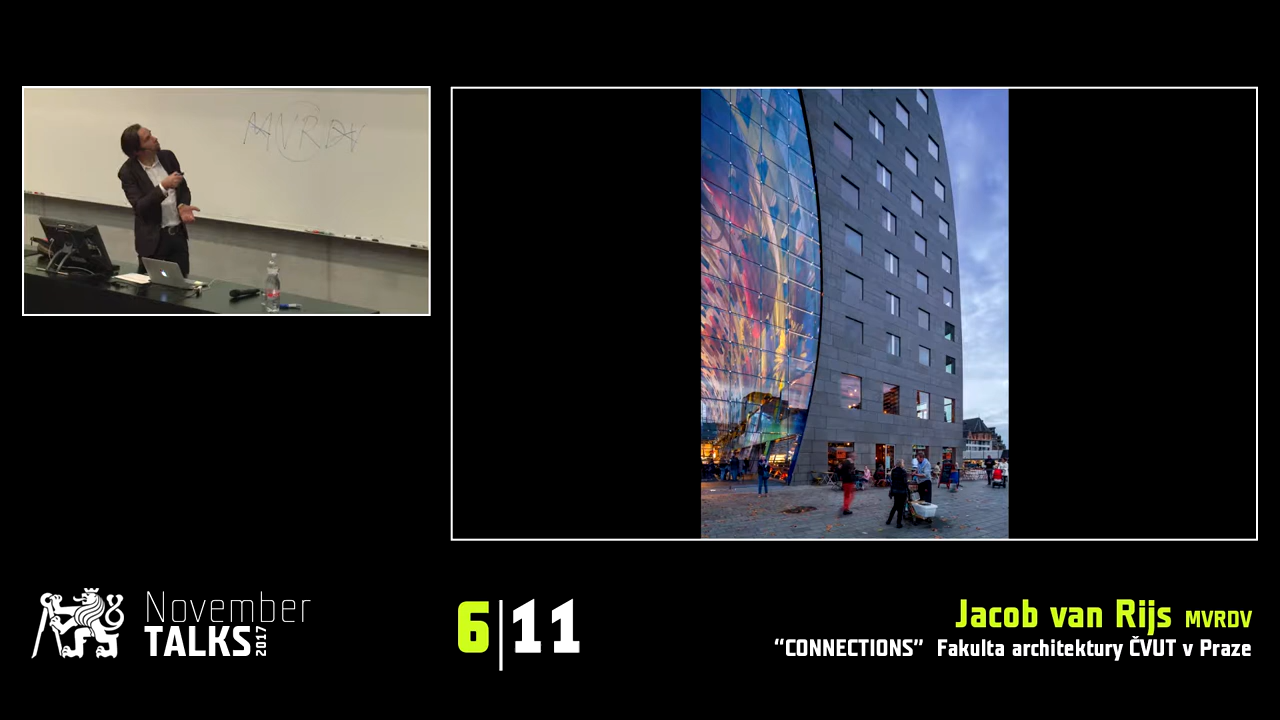 MVRDV
November
TALKS 2017
6|11
Jacob van Rijs MVRDV
“CONNECTIONS” Fakulta architektury ČVUT v Praze